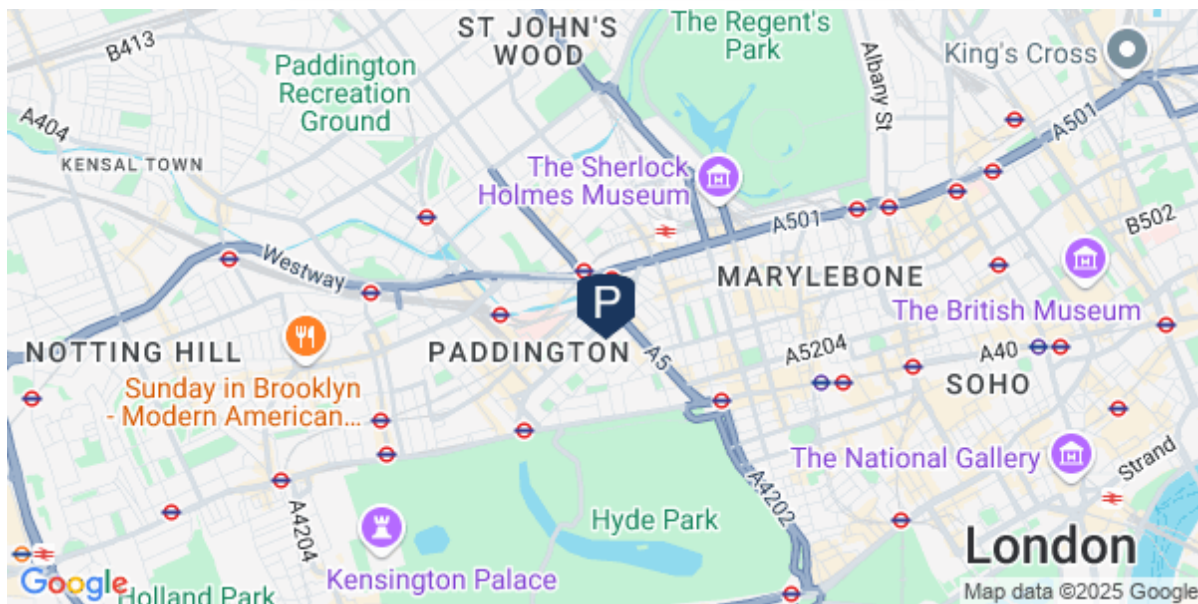 B413
ST JOHN'S
WOOD
The Regent's
Park
Albany St
King's Cross
Paddington
Recreation
Ground
A404
KENSAL TOWN
A501
The Sherlock
Holmes Museum
A501
B502
Westway
MARYLEBONE
The British Museum
P
NOTTING HILL
PADDINGTON
A5
A5204
A40
SOHO
Sunday in Brooklyn
- Modern American...
The National Gallery
Strand
A4202
A4204
Hyde Park
London
Kensington Palace
Google
Holland Park
Map data ©2025 Google